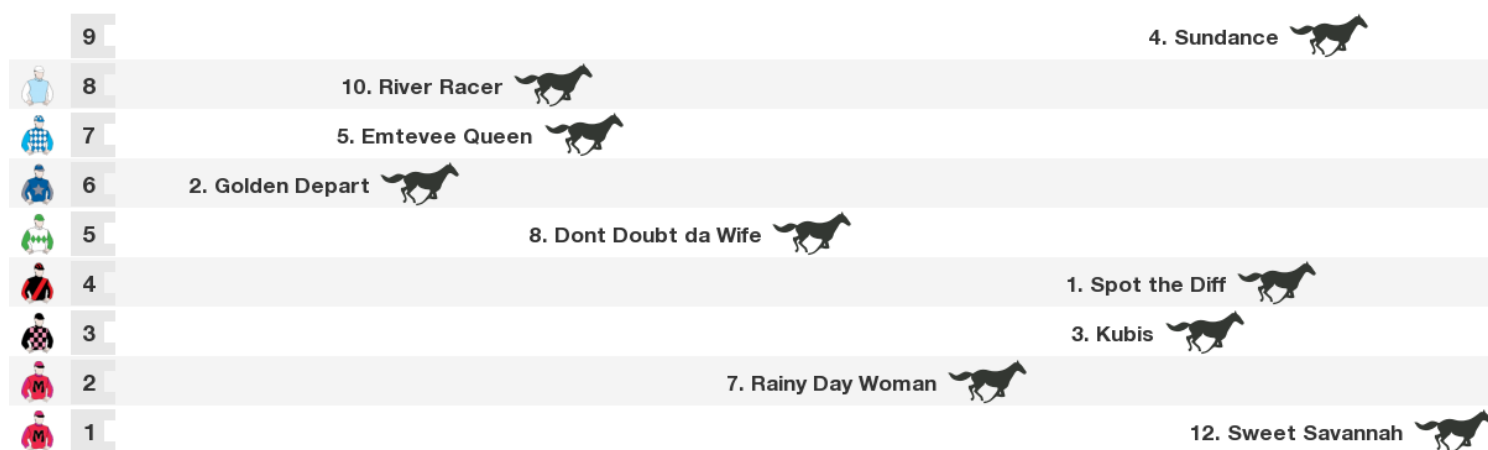 9 4. Sundance
8 10. River Racer
7 5. Emtevee Queen
6 2. Golden Depart
5 8. Dont Doubt da Wife
4 1. Spot the Diff
3 3. Kubis
2 7. Rainy Day Woman
M
1 12. Sweet Savannah
M